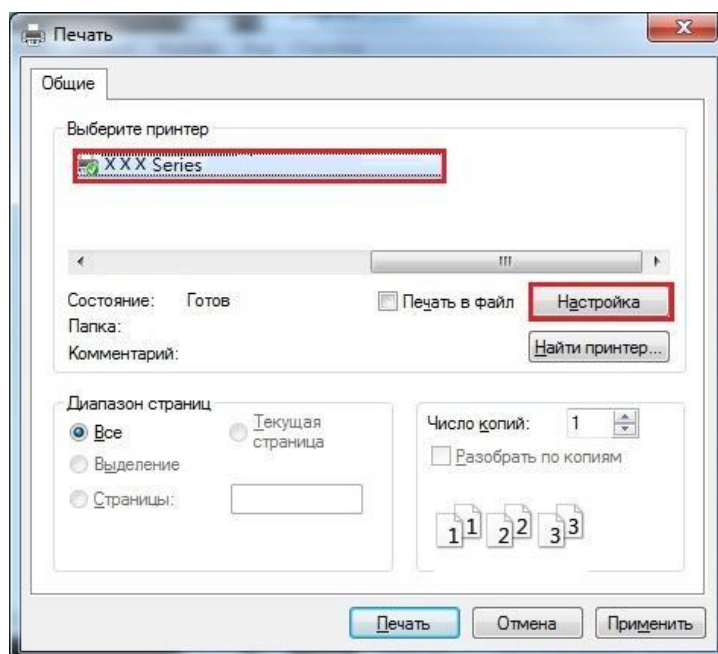 Печать
Общие
Выберите принтер
X X X Series
Состояние: Готов
Печать в файл
Настройка
Папка:
Комментарий:
Найти принтер...
Диапазон страниц
Все
Текущая
страница
Выделение
Страницы:
Число копий: 1
Разобрать по копиям
1 1 2 2 3 3
Печать Отмена Применить